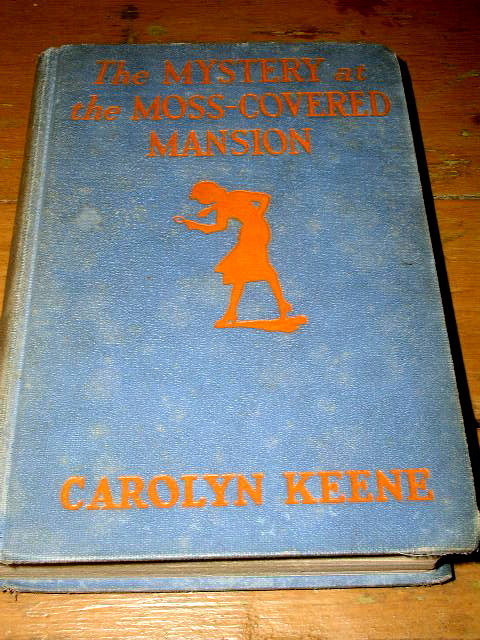 The MYSTERY at
the MOSS-COVERED
MANSION
CAROLYN KEENE